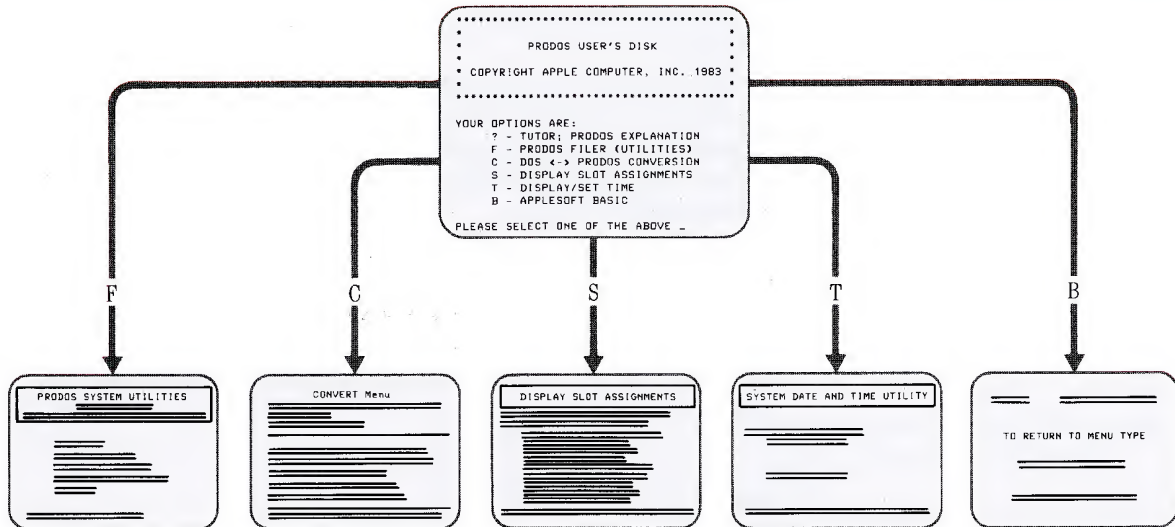 PRODOS USER'S DISK
COPYRIGHT APPLE COMPUTER, INC. 1983
YOUR OPTIONS ARE:
? - TUTOR; PRODOS EXPLANATION
F - PRODOS FILER (UTILITIES)
C - DOS <-> PRODOS CONVERSION
S - DISPLAY SLOT ASSIGNMENTS
T - DISPLAY/SET TIME
B - APPLESOFT BASIC
PLEASE SELECT ONE OF THE ABOVE _
F
C
S
T
B
PRODOS SYSTEM UTILITIES
CONVERT Menu
DISPLAY SLOT ASSIGNMENTS
SYSTEM DATE AND TIME UTILITY
TO RETURN TO MENU TYPE